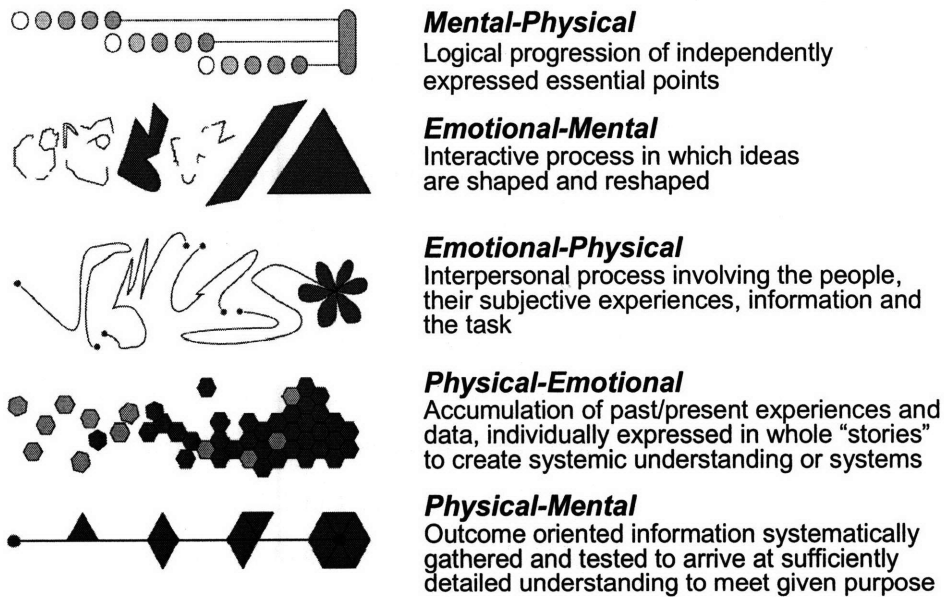 Mental-Physical
Logical progression of independently
expressed essential points
Emotional-Mental
Interactive process in which ideas
are shaped and reshaped
Emotional-Physical
Interpersonal process involving the people,
their subjective experiences, information and
the task
Physical-Emotional
Accumulation of past/present experiences and
data, individually expressed in whole “stories”
to create systemic understanding or systems
Physical-Mental
Outcome oriented information systematically
gathered and tested to arrive at sufficiently
detailed understanding to meet given purpose